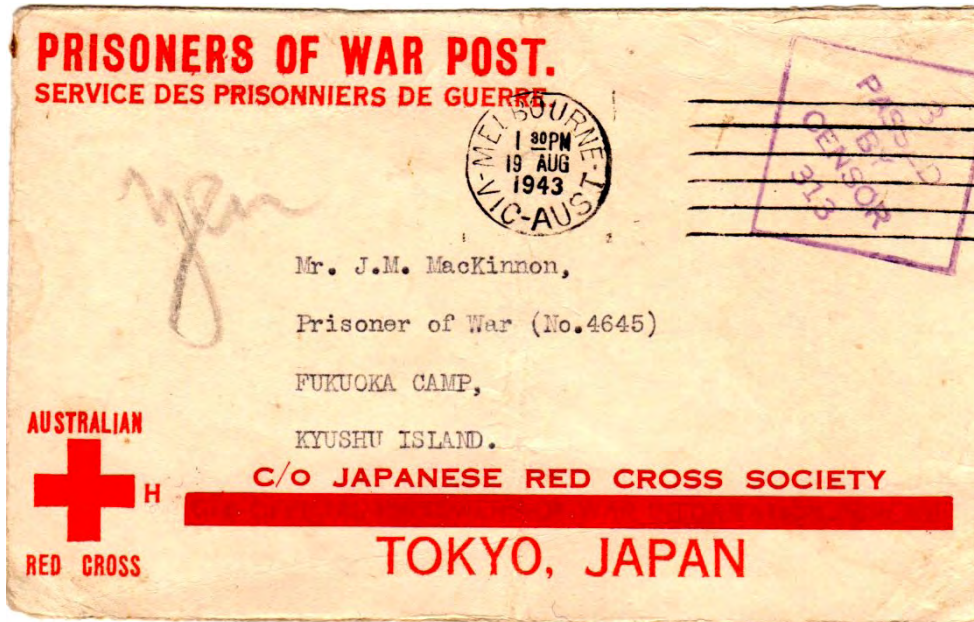 PRISONERS OF WAR POST.
SERVICE DES PRISONNIERS DE GUERRE.
MELBOURNE-T
1 30PM
19 AUG
1943
VIC-AUST
3
PASSED
BY
CENSOR
313
Mr. J.M. MacKinnon,
Prisoner of War (No.4645)
FUKUOKA CAMP,
KYUSHU ISLAND.
AUSTRALIAN
H
RED CROSS
C/o JAPANESE RED CROSS SOCIETY
TOKYO, JAPAN